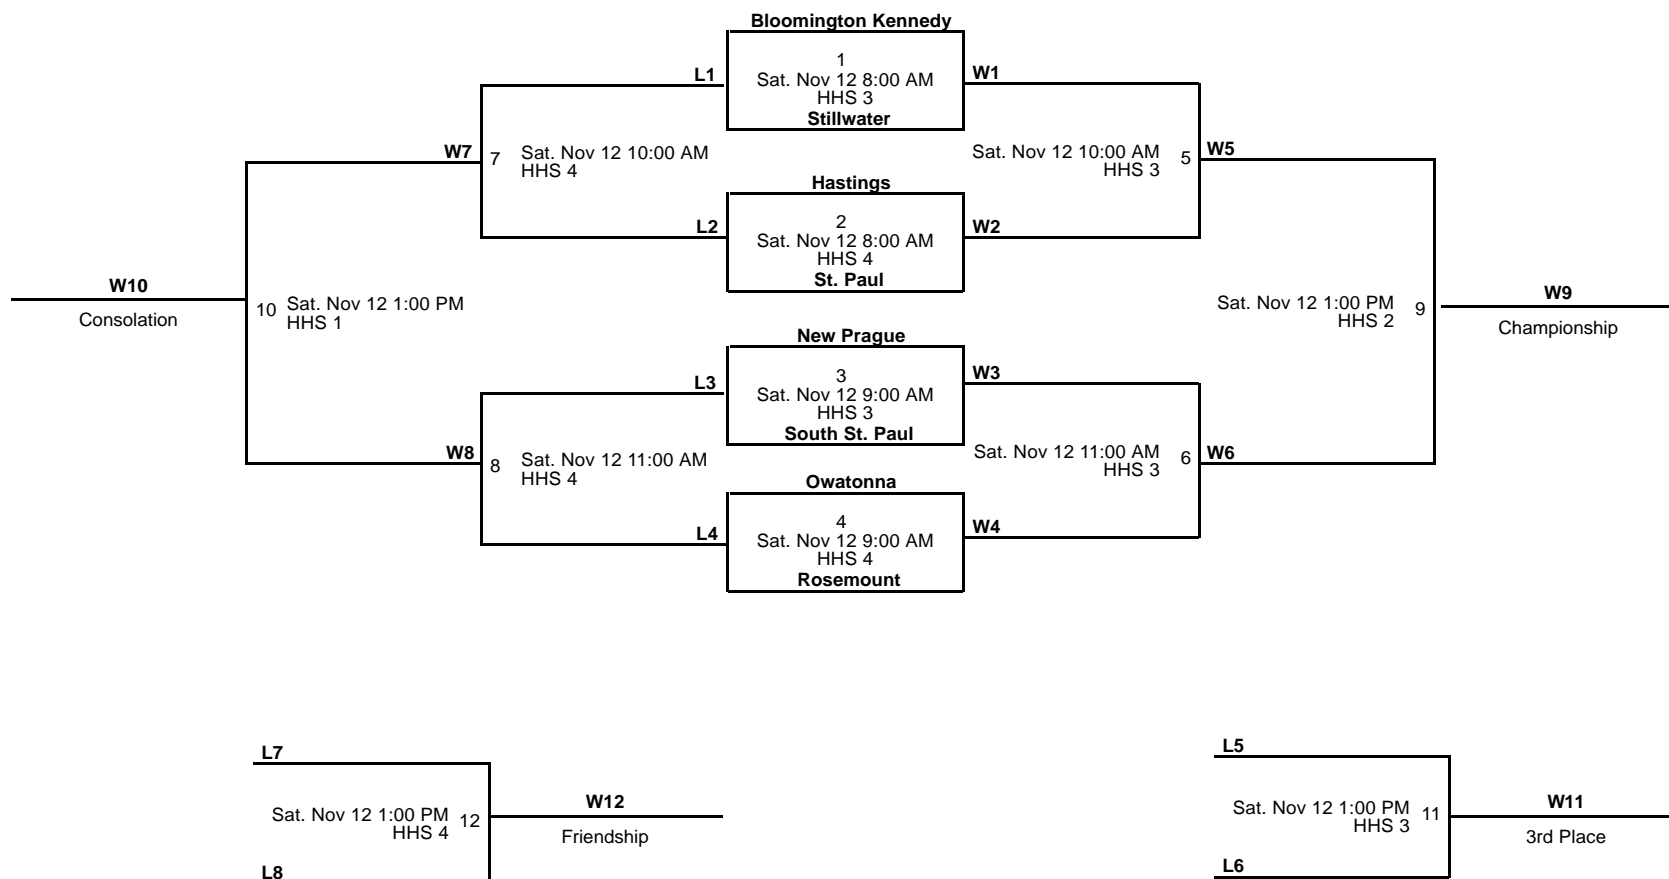 Bloomington Kennedy
1
Sat. Nov 12 8:00 AM
HHS 3
Stillwater
L1
W1
W7
7
Sat. Nov 12 10:00 AM
HHS 4
Sat. Nov 12 10:00 AM
HHS 3
5
W5
Hastings
2
Sat. Nov 12 8:00 AM
HHS 4
St. Paul
L2
W2
W10
Consolation
10
Sat. Nov 12 1:00 PM
HHS 1
Sat. Nov 12 1:00 PM
HHS 2
9
W9
Championship
New Prague
3
Sat. Nov 12 9:00 AM
HHS 3
South St. Paul
L3
W3
W8
8
Sat. Nov 12 11:00 AM
HHS 4
Sat. Nov 12 11:00 AM
HHS 3
6
W6
Owatonna
4
Sat. Nov 12 9:00 AM
HHS 4
Rosemount
L4
W4
L7
Sat. Nov 12 1:00 PM
HHS 4
12
W12
Friendship
L8
L5
Sat. Nov 12 1:00 PM
HHS 3
11
W11
3rd Place
L6